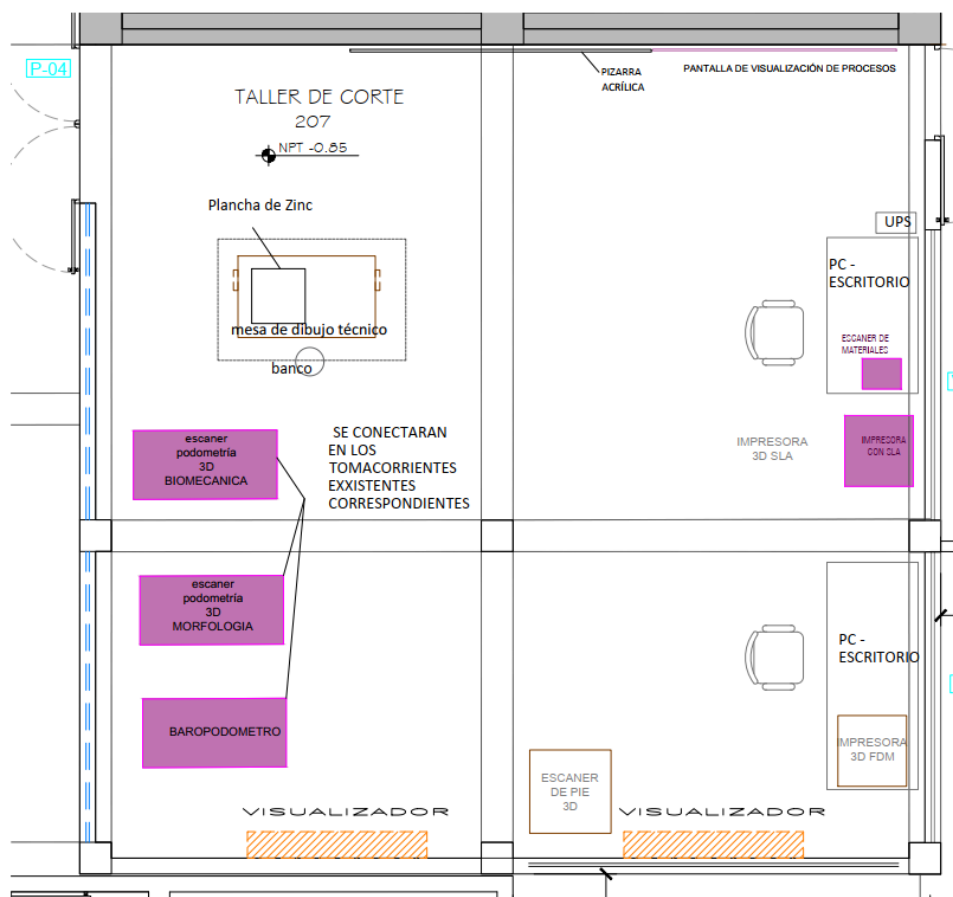 P-04
PIZARRA
ACRÍLICA
PANTALLA DE VISUALIZACIÓN DE PROCESOS
TALLER DE CORTE
207
NPT -0.85
Plancha de Zinc
UPS
PC -
ESCRITORIO
mesa de dibujo técnico
banco
ESCANER DE
MATERIALES
escaner
podometría
3D
BIOMECANICA
SE CONECTARAN
EN LOS
TOMACORRIENTES
EXXISTENTES
CORRESPONDIENTES
IMPRESORA
3D SLA
IMPRESORA
CON SLA
escaner
podometría
3D
MORFOLOGIA
PC -
ESCRITORIO
BAROPODOMETRO
IMPRESORA
3D FDM
ESCANER
DE PIE
3D
VISUALIZADOR
VISUALIZADOR